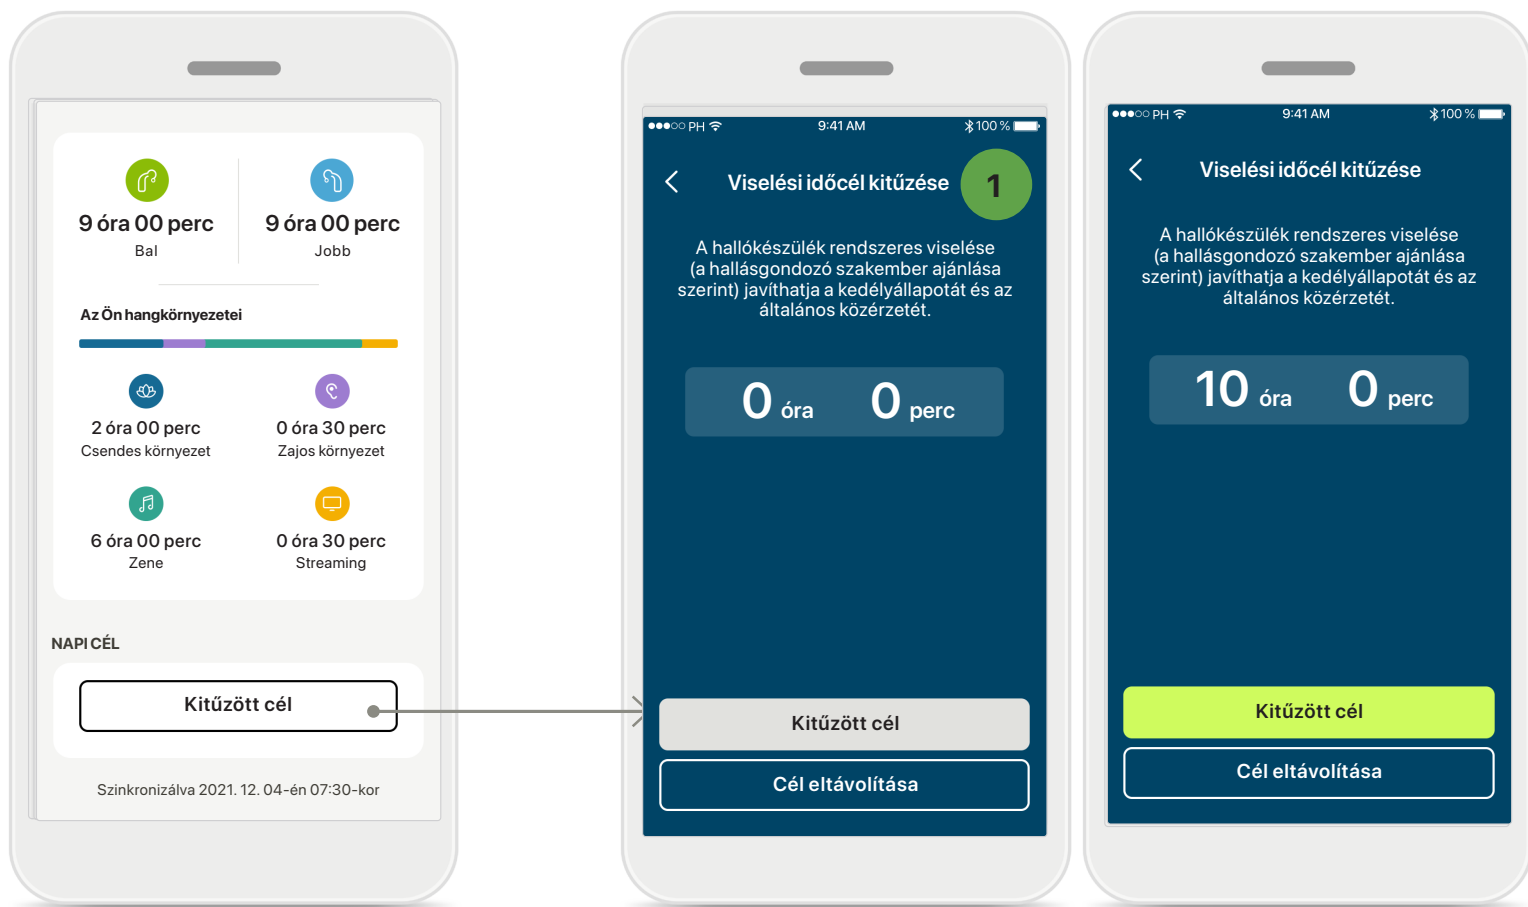 9 óra 00 perc
Bal
9 óra 00 perc
Jobb
Az Ön hangkörnyezetei
2 óra 00 perc
Csendes környezet
0 óra 30 perc
Zajos környezet
6 óra 00 perc
Zene
0 óra 30 perc
Streaming
NAPI CÉL
Kitűzött cél
Szinkronizálva 2021. 12. 04-én 07:30-kor
PH 9:41 AM 100 %
Viselési időcél kitűzése
1
A hallókészülék rendszeres viselése
(a hallásgondozó szakember ajánlása
szerint) javíthatja a kedélyállapotát és az
általános közérzetét.
0 óra 0 perc
Kitűzött cél
Cél eltávolítása
PH 9:41 AM 100 %
Viselési időcél kitűzése
A hallókészülék rendszeres viselése
(a hallásgondozó szakember ajánlása
szerint) javíthatja a kedélyállapotát és az
általános közérzetét.
10 óra 0 perc
Kitűzött cél
Cél eltávolítása